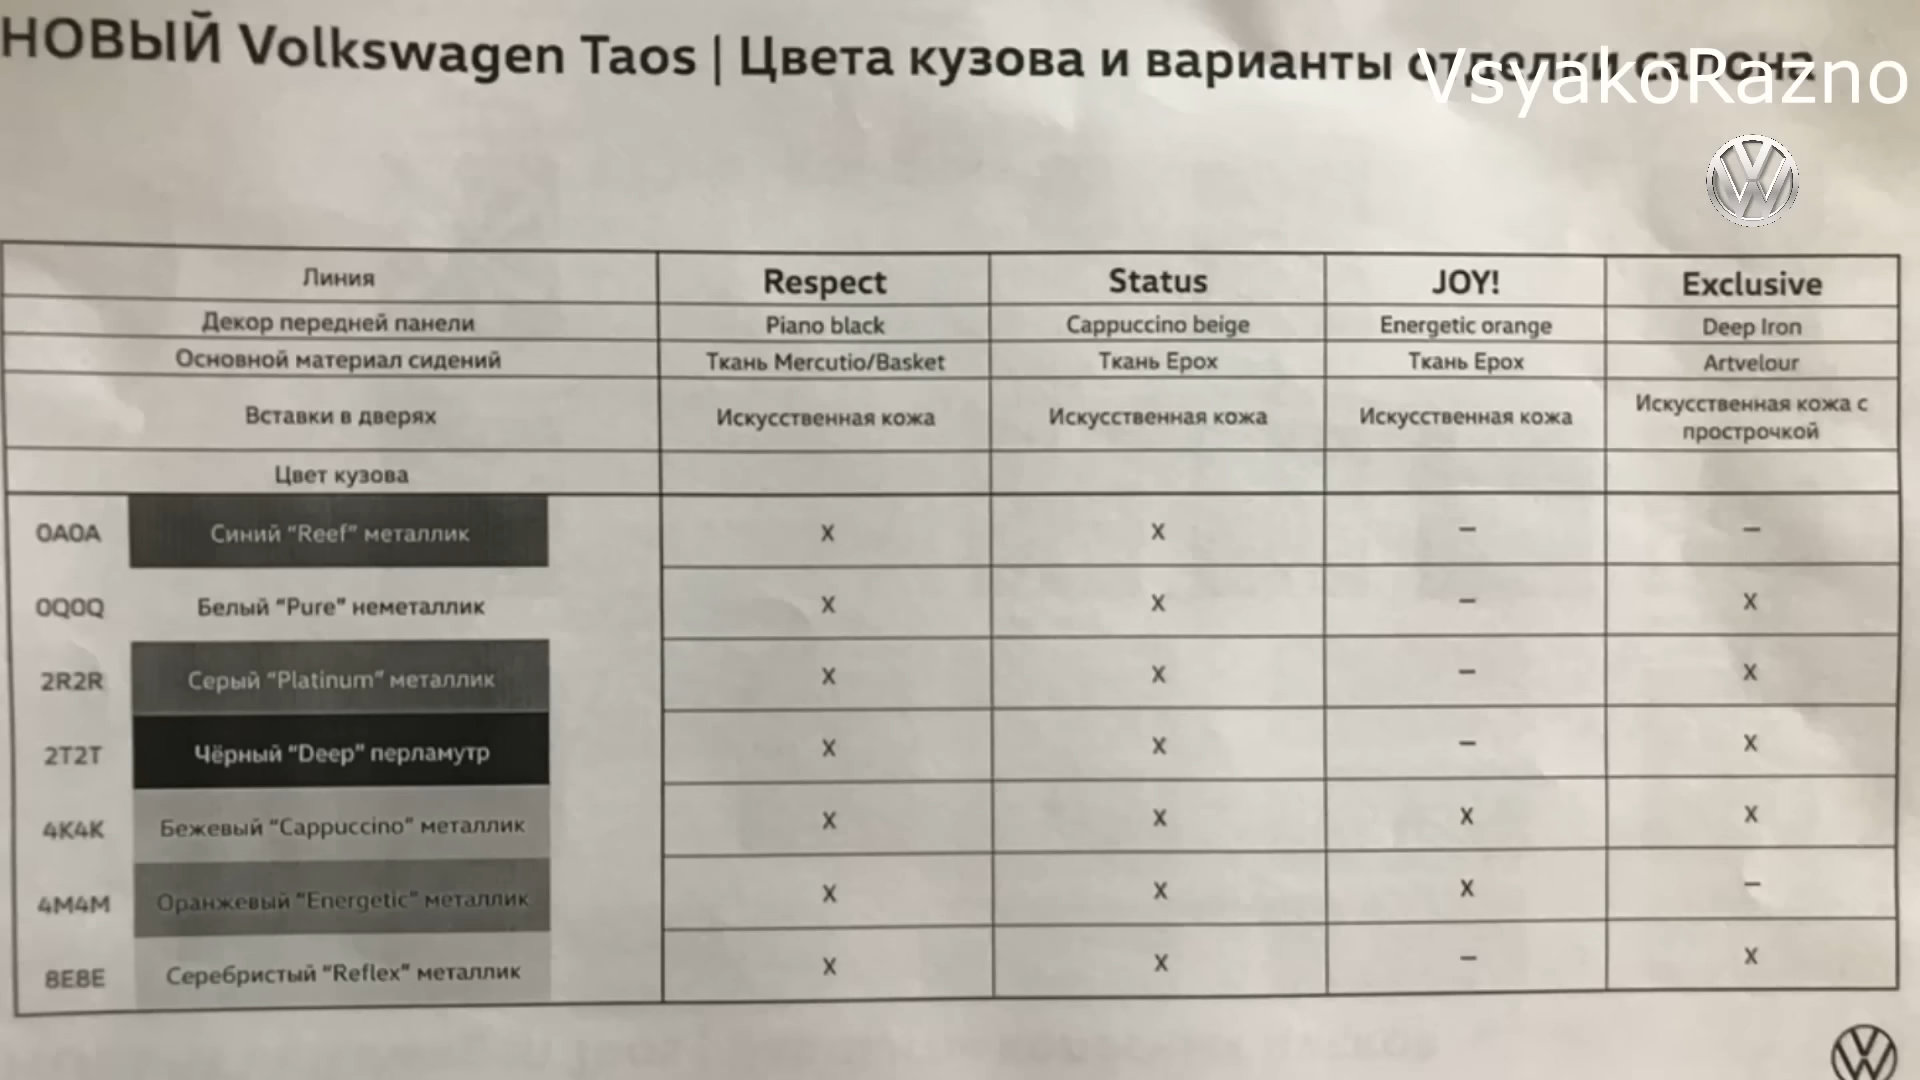 НОВЫЙ Volkswagen Taos | Цвета кузова и варианты отделки салона
VsyakoRazno
Линия Respect Status JOY! Exclusive
Декор передней панели Piano black Cappuccino beige Energetic orange Deep Iron
Основной материал сидений Ткань Mercutio/Basket Ткань Epox Ткань Epox Artvelour
Вставки в дверях Искусственная кожа Искусственная кожа Искусственная кожа Искусственная кожа с
прострочкой
Цвет кузова
0A0A Синий “Reef” металлик X X – –
0Q0Q Белый “Pure” неметаллик X X – X
2R2R Серый “Platinum” металлик X X – X
2T2T Чёрный “Deep” перламутр X X – X
4K4K Бежевый “Cappuccino” металлик X X X X
4M4M Оранжевый “Energetic” металлик X X X –
8E8E Серебристый “Reflex” металлик X X – X